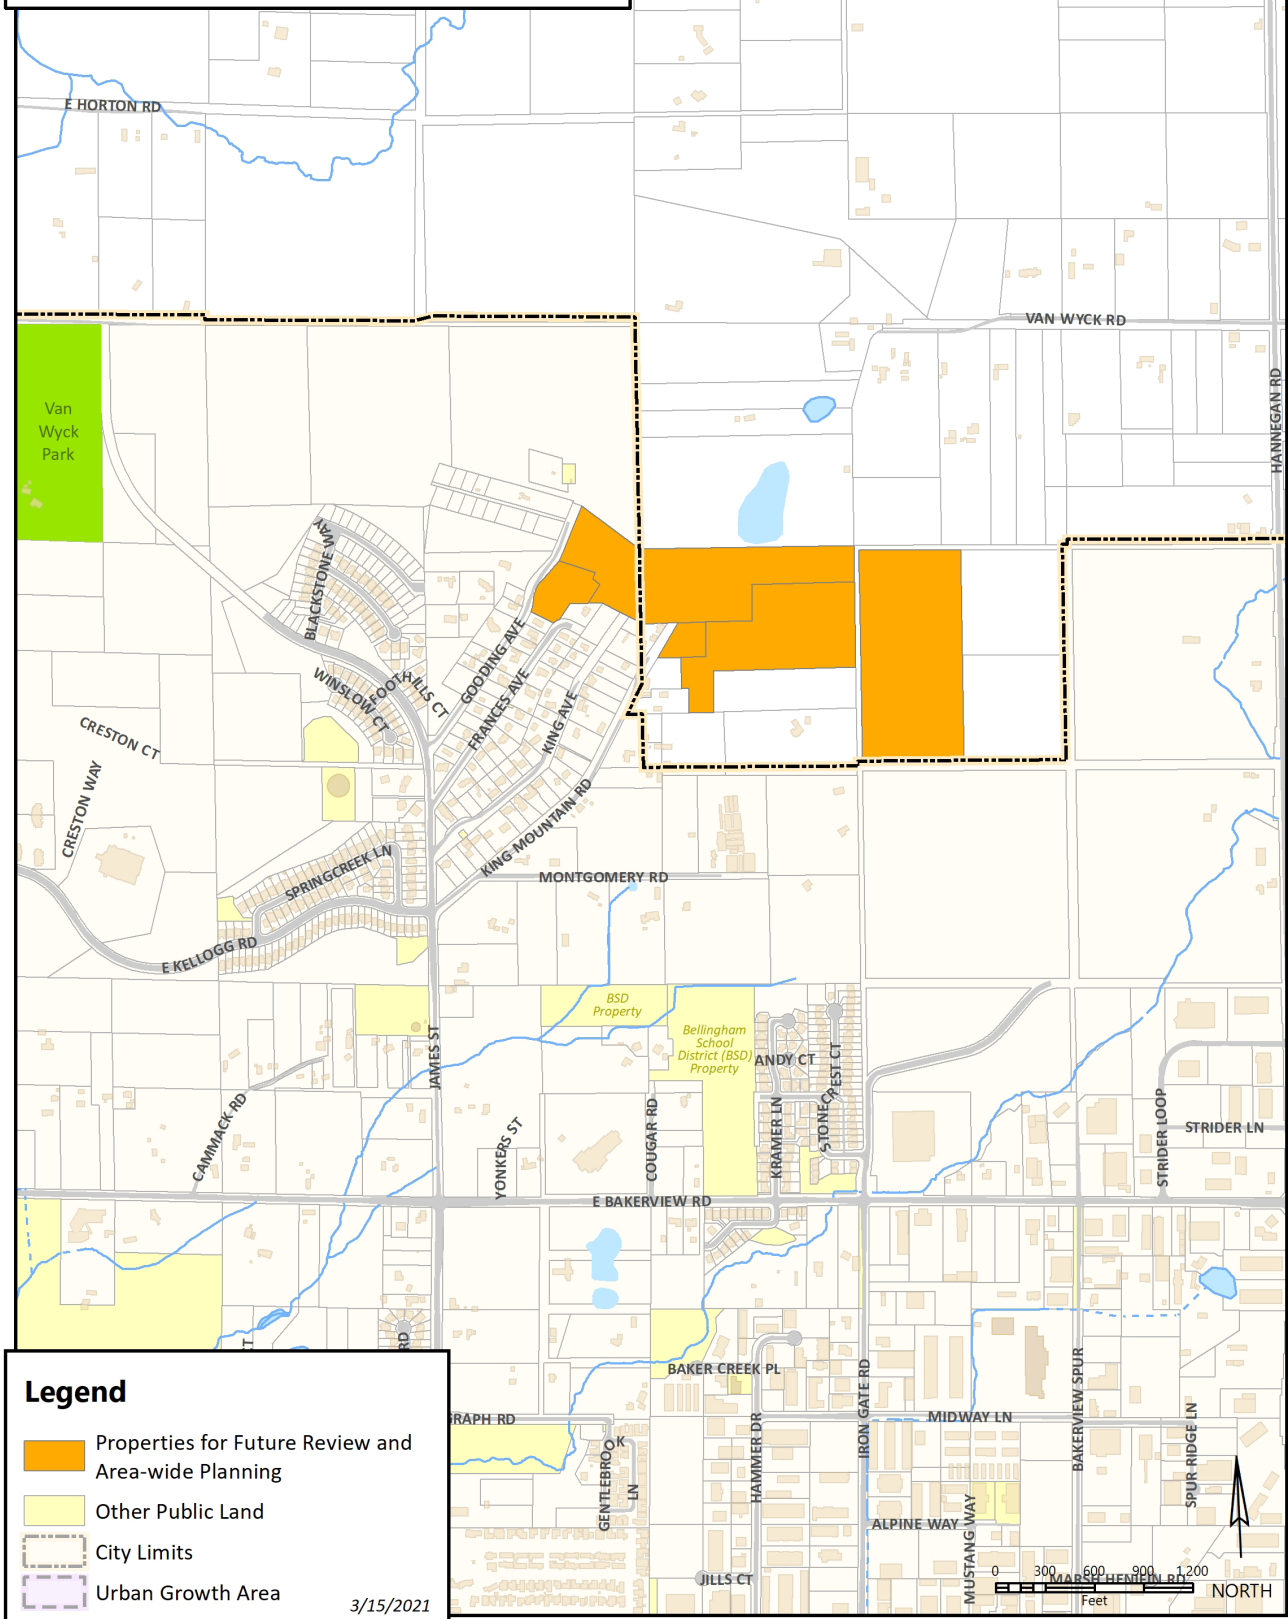 E HORTON RD
VAN WYCK RD
HANNEGAN RD
Van
Wyck
Park
BLACKSTONE WAY
WINSLOW CT
FOOTHILLS CT
GOODING AVE
FRANCES AVE
KING AVE
CRESTON CT
CRESTON WAY
KING MOUNTAIN RD
SPRINGCREEK LN
MONTGOMERY RD
E KELLOGG RD
BSD
Property
Bellingham
School
District (BSD)
Property
JAMES ST
ANDY CT
STONECREST CT
KRAMER LN
CAMMACK RD
YONKERS ST
COUGAR RD
STRIDER LOOP
STRIDER LN
E BAKERVIEW RD
CT
RD
BAKER CREEK PL
IRON GATE RD
BAKERVIEW SPUR
GRAPH RD
MIDWAY LN
HAMMER DR
GENTLEBROOK
LN
SPUR RIDGE LN
ALPINE WAY
MUSTANG WAY
JILLS CT
MARSH HENLEIN RD
Legend
Properties for Future Review and
Area-wide Planning
Other Public Land
City Limits
Urban Growth Area
3/15/2021
0 300 600 900 1,200
Feet
NORTH